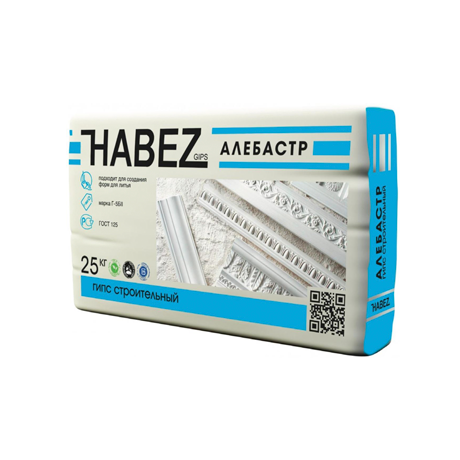 HABEZ
GIPS
АЛЕБАСТР
подходит для создания
форм для литья
марка Г-5БII
ГОСТ 125
25 кг
гипс строительный
АЛЕБАСТР
гипс строительный